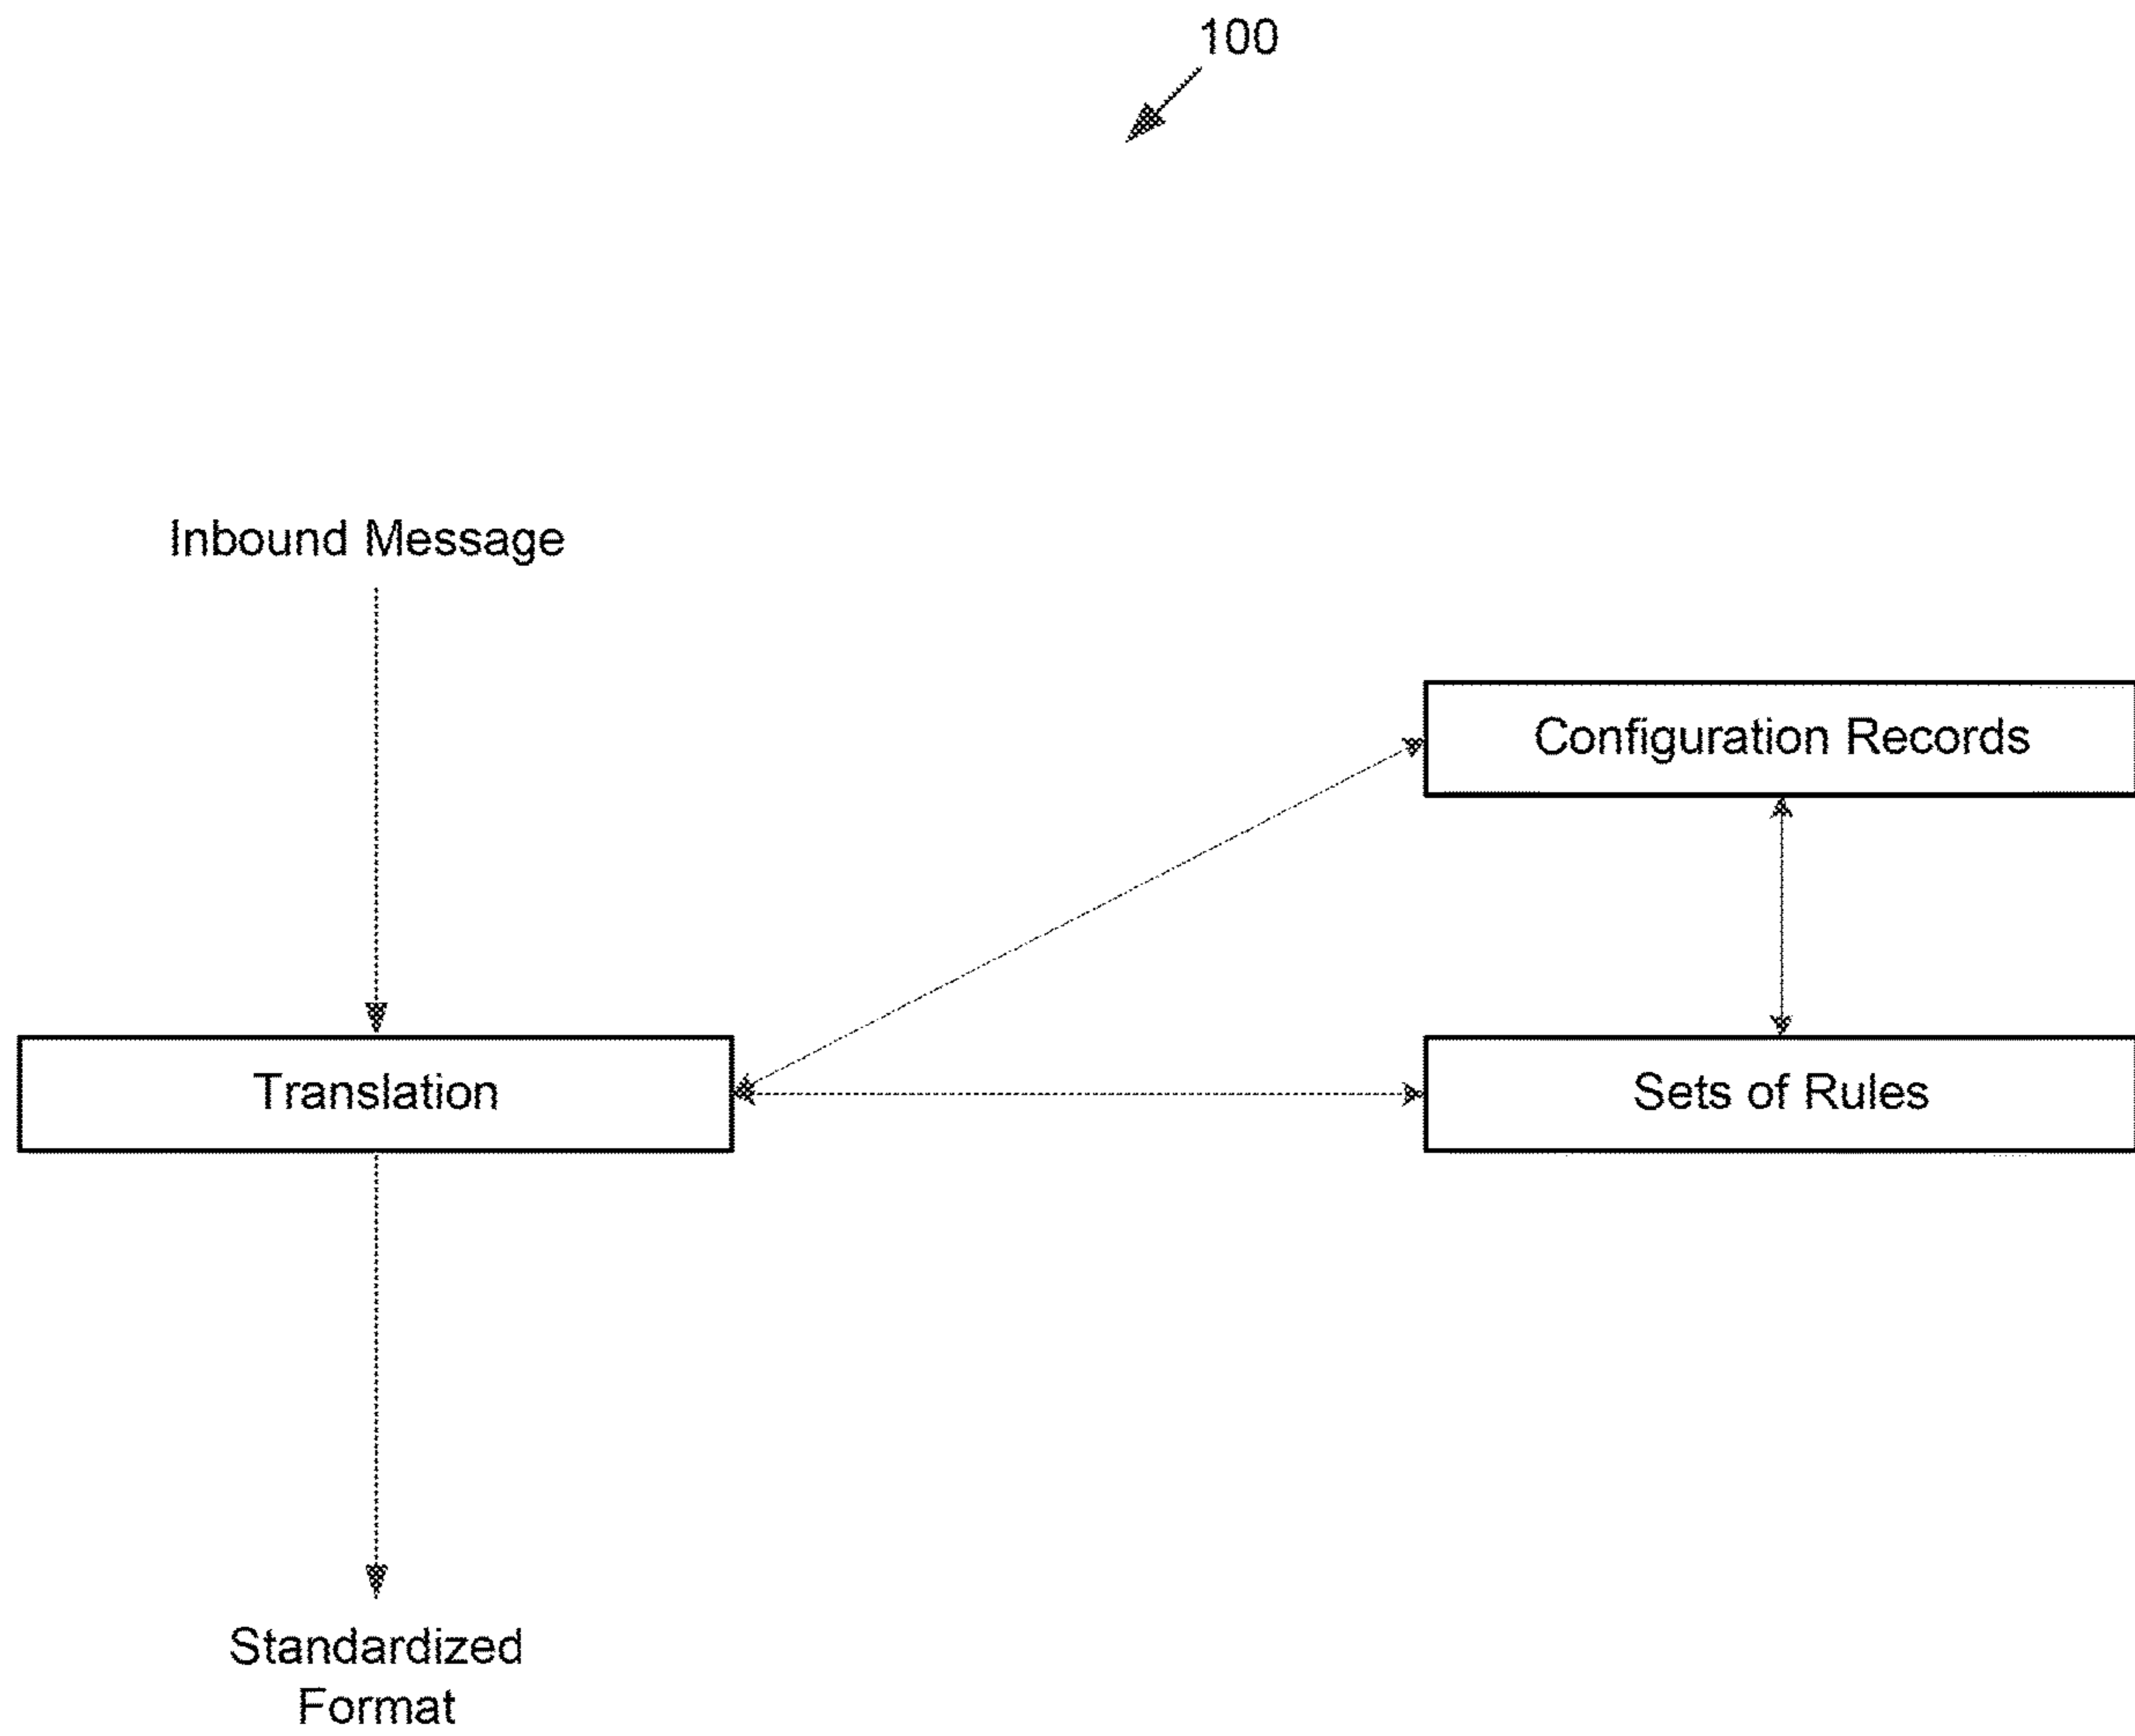 100
Inbound Message
Configuration Records
Translation
Sets of Rules
Standardized
Format